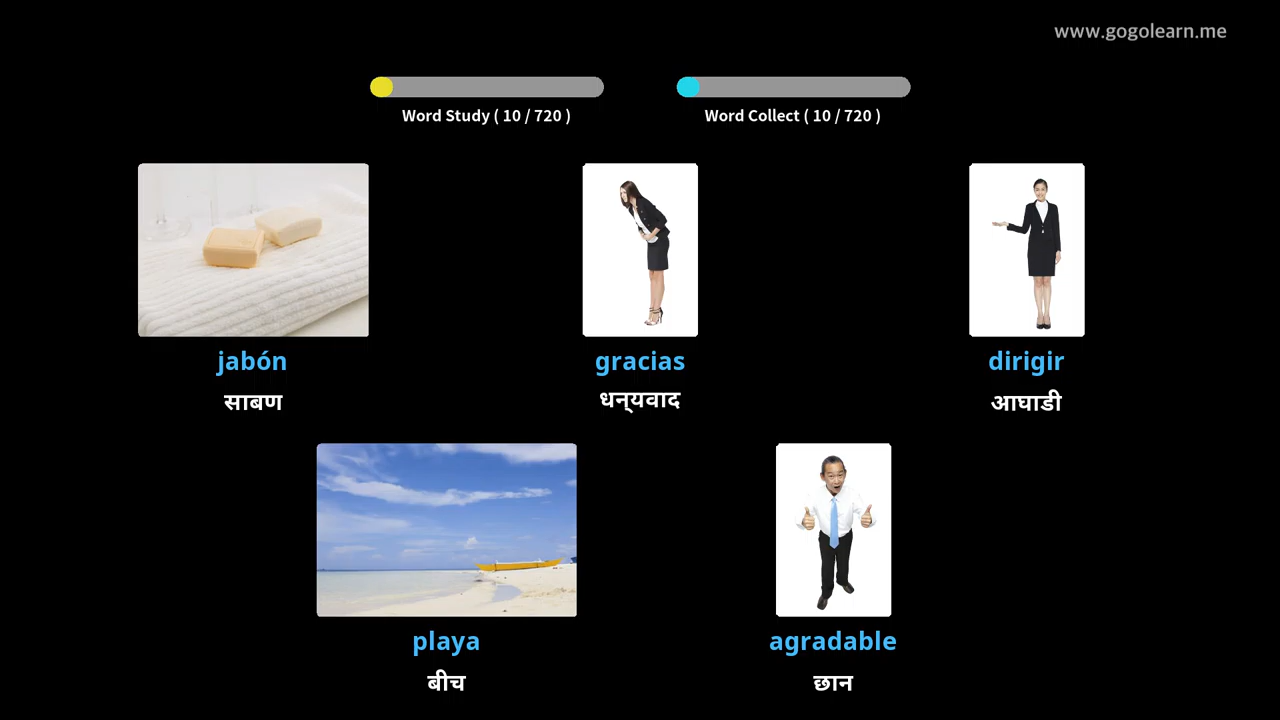 www.gogolearn.me
Word Study ( 10 / 720 )
Word Collect ( 10 / 720 )
jabón
gracias
dirigir
साबण
धन्यवाद
आघाडी
playa
agradable
बीच
छान